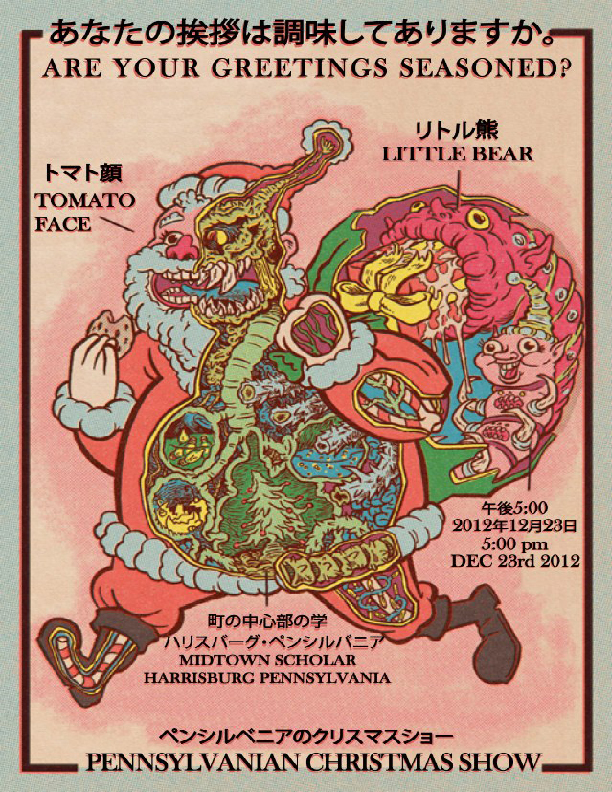 あなたの挨拶は調味してありますか。
ARE YOUR GREETINGS SEASONED?
リトル熊
LITTLE BEAR
トマト顔
TOMATO
FACE
午後5:00
2012年12月23日
5:00 pm
DEC 23rd 2012
町の中心部の学
ハリスバーグ・ペンシルバニア
MIDTOWN SCHOLAR
HARRISBURG PENNSYLVANIA
ペンシルベニアのクリスマスショー
PENNSYLVANIAN CHRISTMAS SHOW